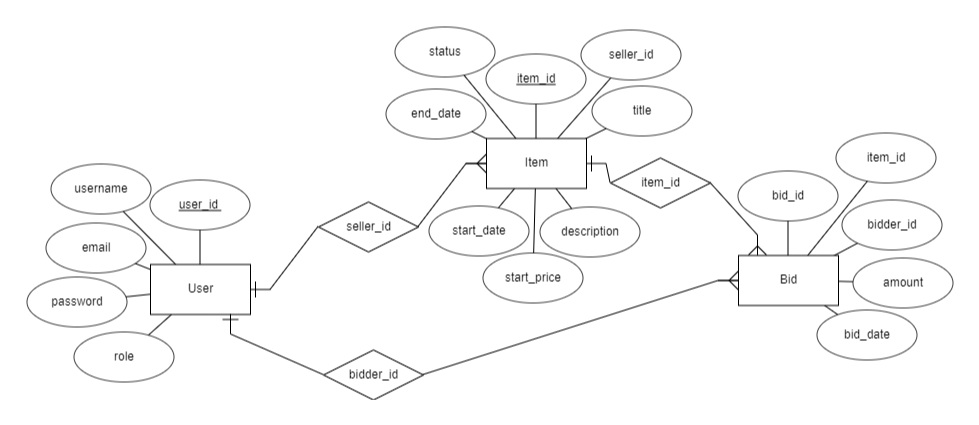 status
item_id
seller_id
end_date
title
Item
item_id
item_id
username
user_id
bid_id
seller_id
start_date
description
bidder_id
email
start_price
User
Bid
amount
password
bid_date
role
bidder_id